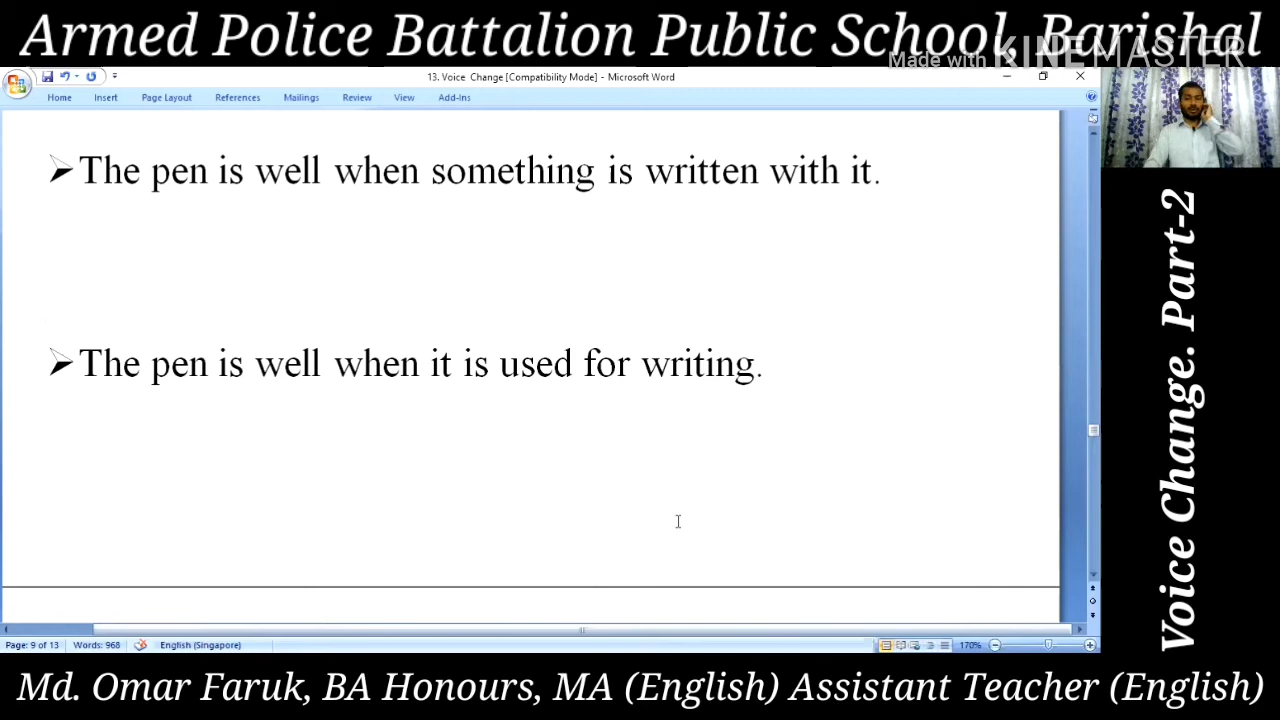 Armed Police Battalion Public School, Barishal
Made with KINEMASTER
13. Voice Change [Compatibility Mode] - Microsoft Word
Home Insert Page Layout References Mailings Review View Add-Ins
➢The pen is well when something is written with it.
➢The pen is well when it is used for writing.
Voice Change. Part-2
Page: 9 of 13 Words: 968 English (Singapore) 170%
Md. Omar Faruk, BA Honours, MA (English) Assistant Teacher (English)